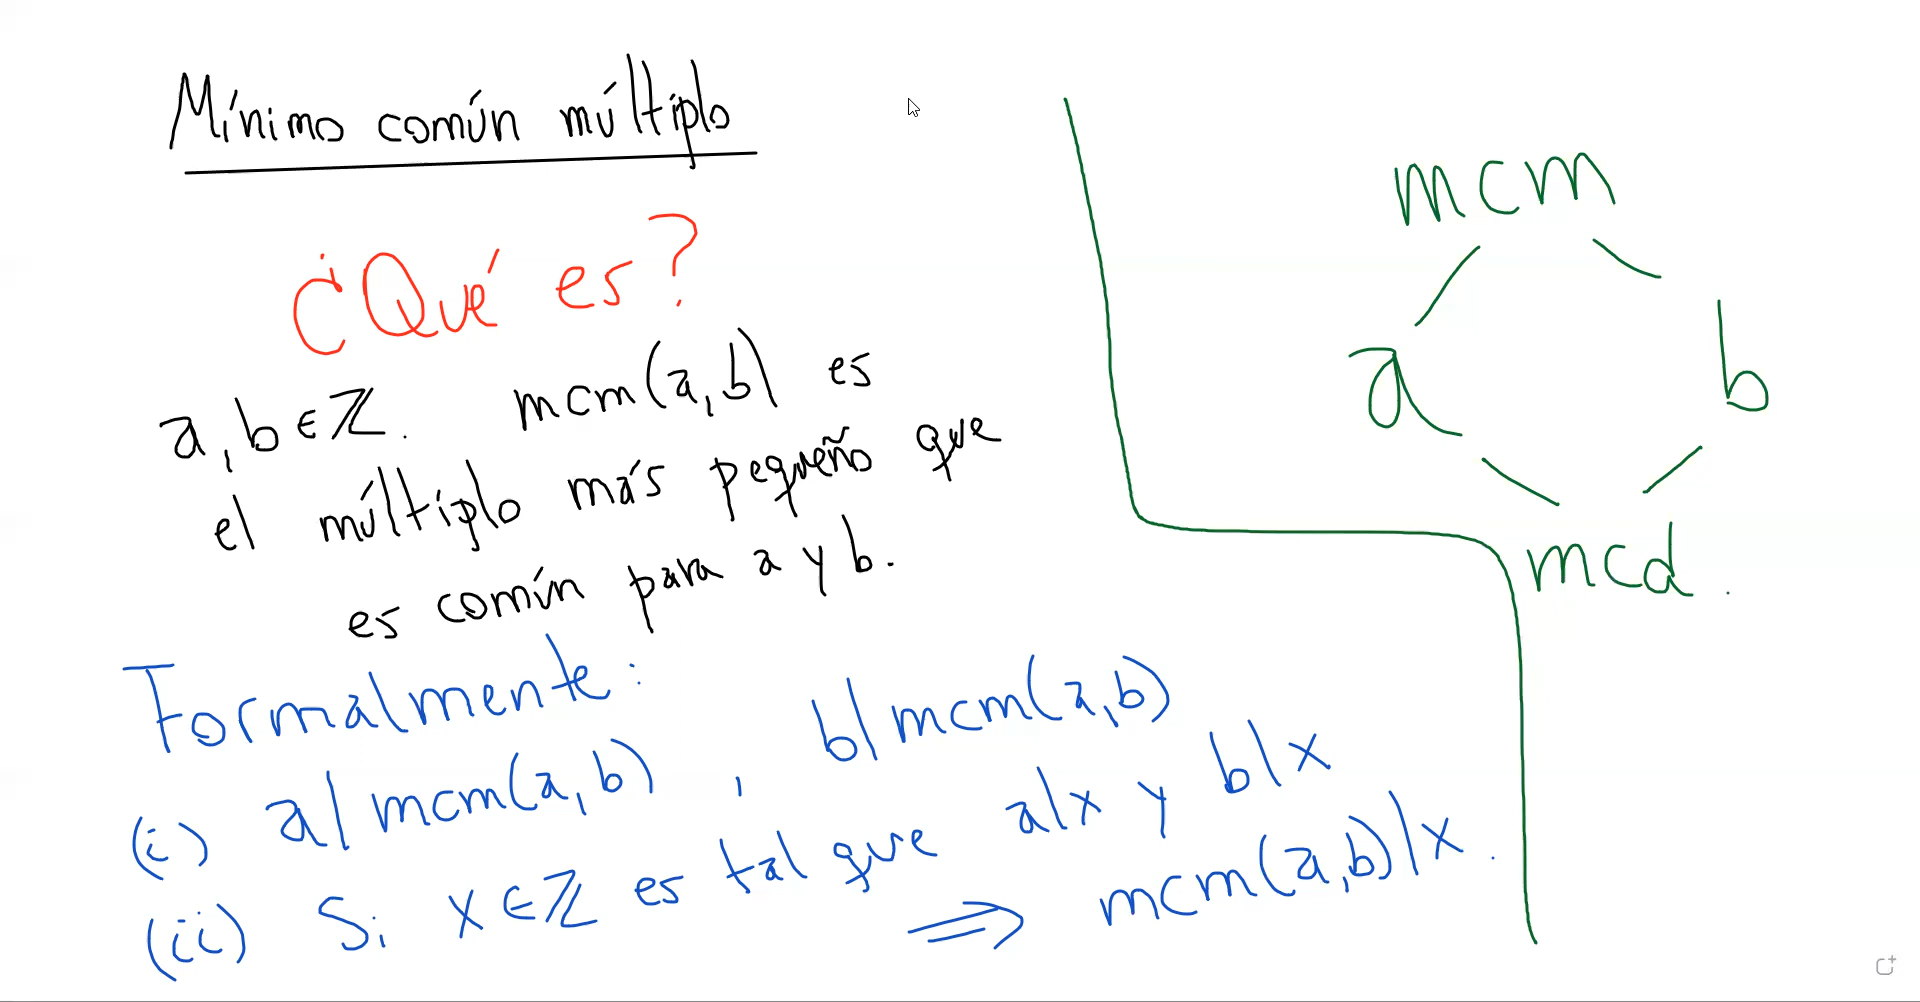 Mínimo común múltiplo
¿Qué es?
a, b ∈ ℤ. mcm(a,b) es
el múltiplo más pequeño que
es común para a y b.
Formalmente:
(i) a | mcm(a,b) , b | mcm(a,b)
(ii) Si x ∈ ℤ es tal que a|x y b|x
⟹ mcm(a,b) | x.
mcm
a b
mcd.